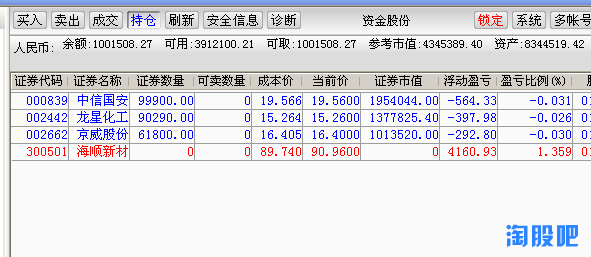 买入 卖出 成交 持仓 刷新 安全信息 诊断 资金股份 锁定 系统 多帐号
人民币: 余额:1001508.27 可用:3912100.21 可取:1001508.27 参考市值:4345389.40 资产:8344519.42
证券代码 证券名称 证券数量 可卖数量 成本价 当前价 证券市值 浮动盈亏 盈亏比例(%)
000839 中信国安 99900.00 0 19.566 19.5600 1954044.00 -564.33 -0.031 0
002442 龙星化工 90290.00 0 15.264 15.2600 1377825.40 -397.98 -0.026 0
002662 京威股份 61800.00 0 16.405 16.4000 1013520.00 -292.80 -0.030 0
300501 海顺新材 0 0 89.740 90.9600 0 4160.93 1.359 0
淘股吧